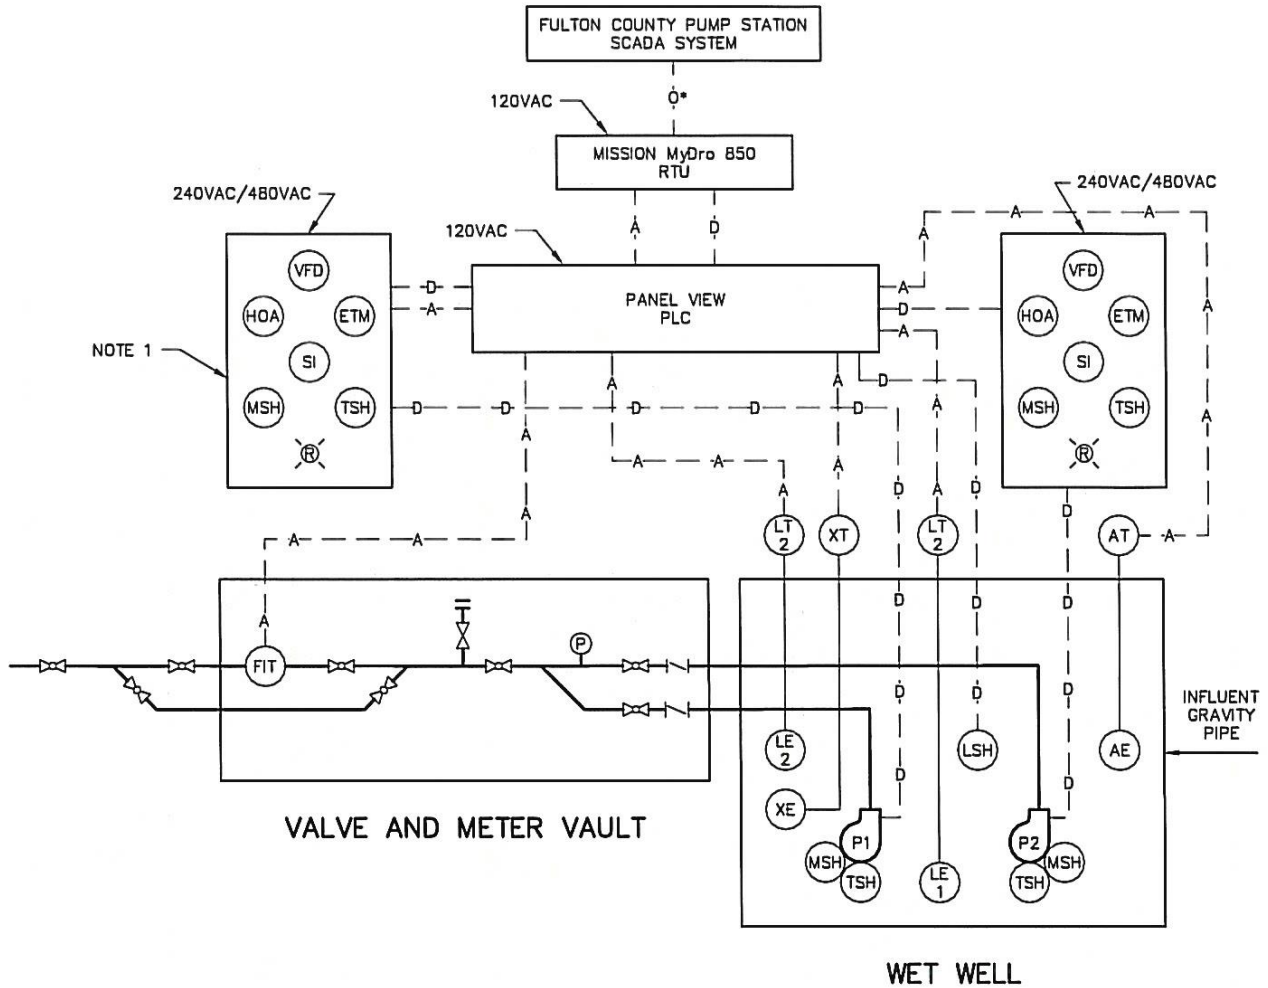 FULTON COUNTY PUMP STATION
SCADA SYSTEM
O*
120VAC
MISSION MyDro 850
RTU
240VAC/480VAC
240VAC/480VAC
A D
120VAC
A A A
VFD
HOA ETM
SI
MSH TSH
R
NOTE 1
D
A
PANEL VIEW
PLC
A
D
A
VFD
HOA ETM
SI
MSH TSH
R
A
A
A A D A
D D D D D
A A A A
A A D D D
A A A
LT
2
XT
LT
2
AT
A
A
FIT
P
D D D
D D
LE
2
LSH
AE
INFLUENT
GRAVITY
PIPE
D D
XE
P1
MSH
TSH
LE
1
P2
MSH
TSH
VALVE AND METER VAULT
WET WELL